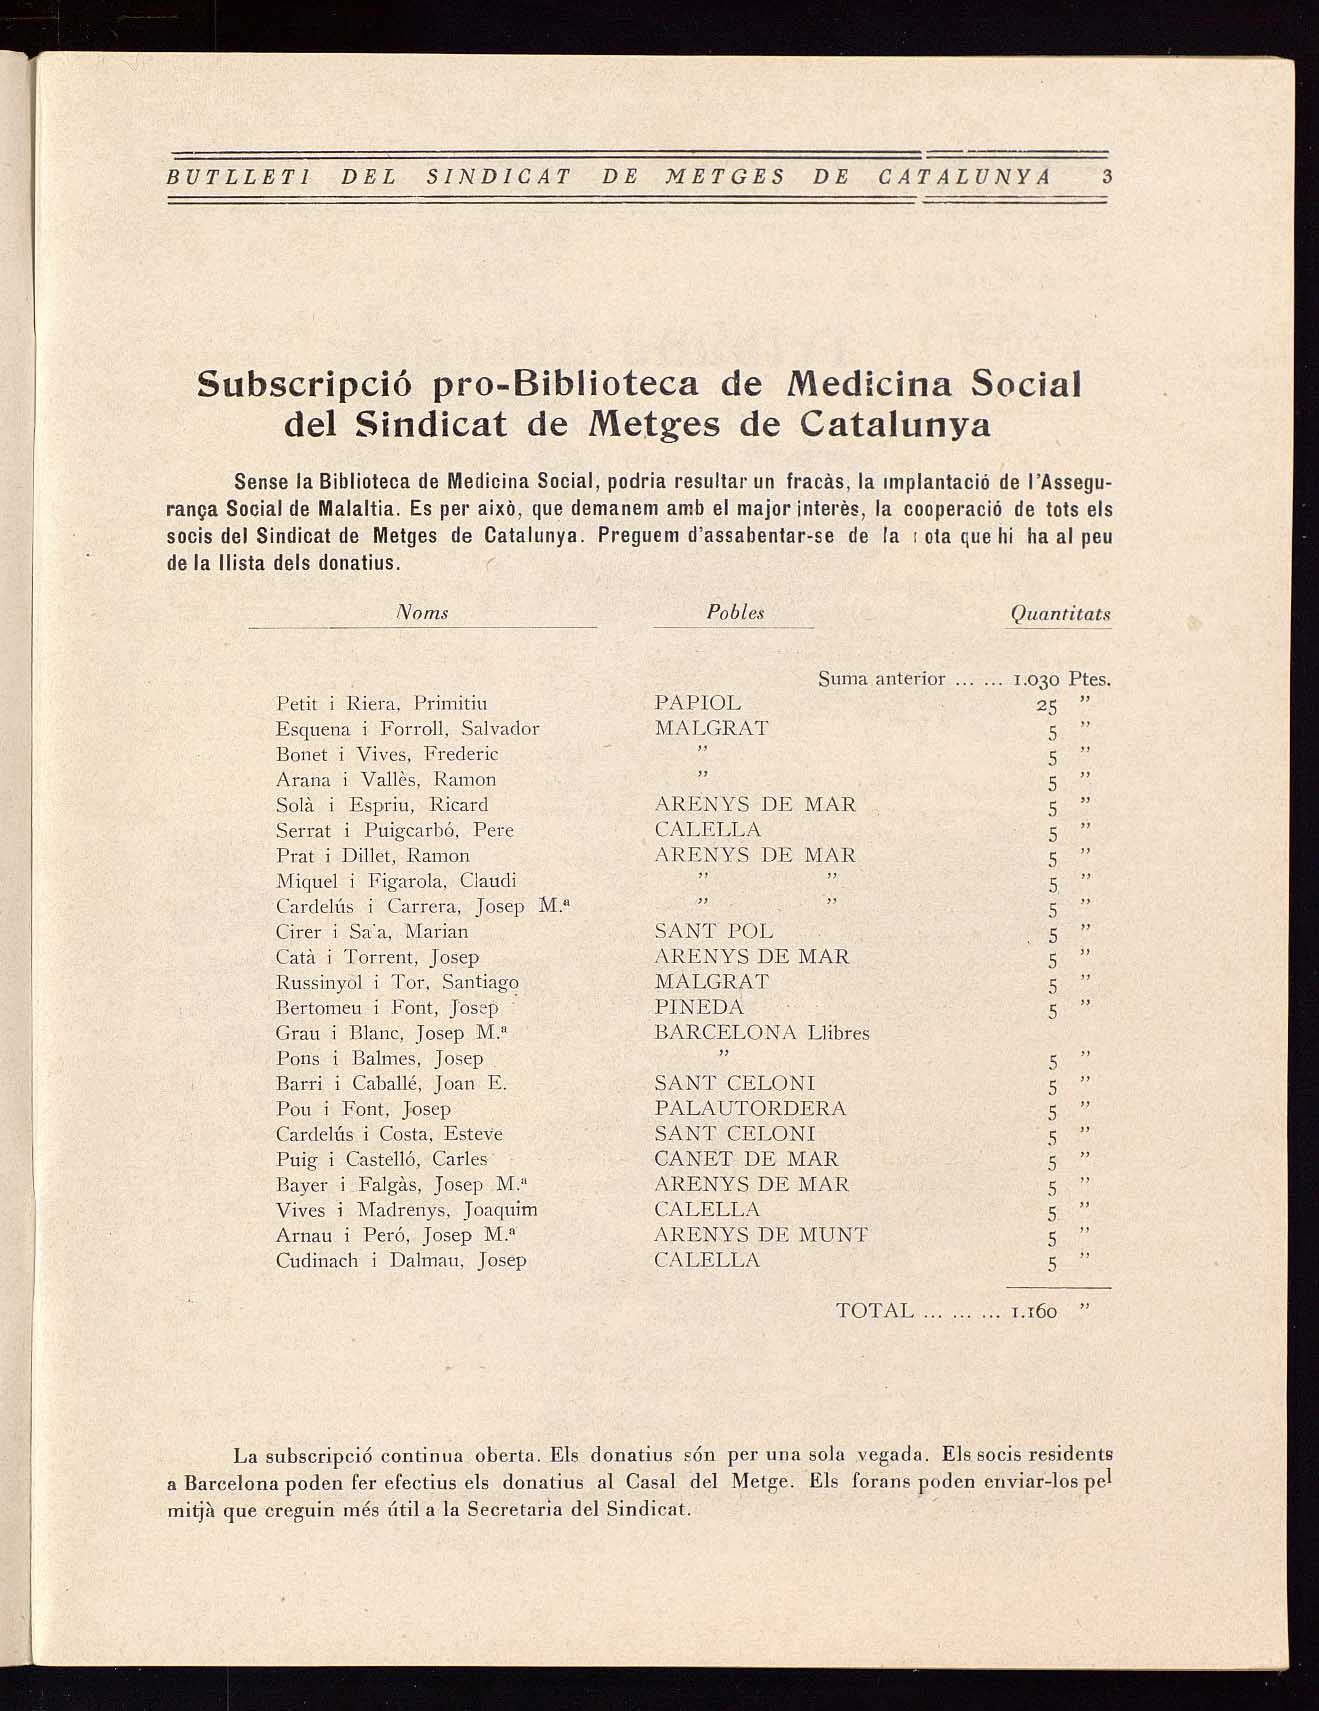 BUTLLETI DEL SINDICAT DE METGES DE CATALUNYA 3
Subscripció pro-Biblioteca de Medicina Social
del Sindicat de Metges de Catalunya
Sense la Biblioteca de Medicina Social, podria resultar un fracàs, la implantació de l'Assegu-
rança Social de Malaltia. Es per això, que demanem amb el major interès, la cooperació de tots els
socis del Sindicat de Metges de Catalunya. Preguem d'assabentar-se de la ota que hi ha al peu
de la llista dels donatius.
Noms Pobles Quantitats
Suma anterior ... ... 1.030 Ptes.
Petit i Riera, Primitiu PAPIOL 25 ”
Esquena i Forroll, Salvador MALGRAT 5 ”
Bonet i Vives, Frederic ” 5 ”
Arana i Vallès, Ramon ” 5 ”
Solà i Espriu, Ricard ARENYS DE MAR 5 ”
Serrat i Puigcarbó, Pere CALELLA 5 ”
Prat i Dillet, Ramon ARENYS DE MAR 5 ”
Miquel i Figarola, Claudi ” ” 5 ”
Cardelús i Carrera, Josep M.ª ” ” 5 ”
Cirer i Sa'a, Marian SANT POL 5 ”
Catà i Torrent, Josep ARENYS DE MAR 5 ”
Russinyol i Tor, Santiago MALGRAT 5 ”
Bertomeu i Font, Josep PINEDA 5 ”
Grau i Blanc, Josep M.ª BARCELONA Llibres
Pons i Balmes, Josep ” 5 ”
Barri i Caballé, Joan E. SANT CELONI 5 ”
Pou i Font, Josep PALAUTORDERA 5 ”
Cardelús i Costa, Esteve SANT CELONI 5 ”
Puig i Castelló, Carles CANET DE MAR 5 ”
Bayer i Falgàs, Josep M.ª ARENYS DE MAR 5 ”
Vives i Madrenys, Joaquim CALELLA 5 ”
Arnau i Peró, Josep M.ª ARENYS DE MUNT 5 ”
Cudinach i Dalmau, Josep CALELLA 5 ”
TOTAL ... ... ... 1.160 ”
La subscripció continua oberta. Els donatius són per una sola vegada. Els socis residents
a Barcelona poden fer efectius els donatius al Casal del Metge. Els forans poden enviar-los pel
mitjà que creguin més útil a la Secretaria del Sindicat.